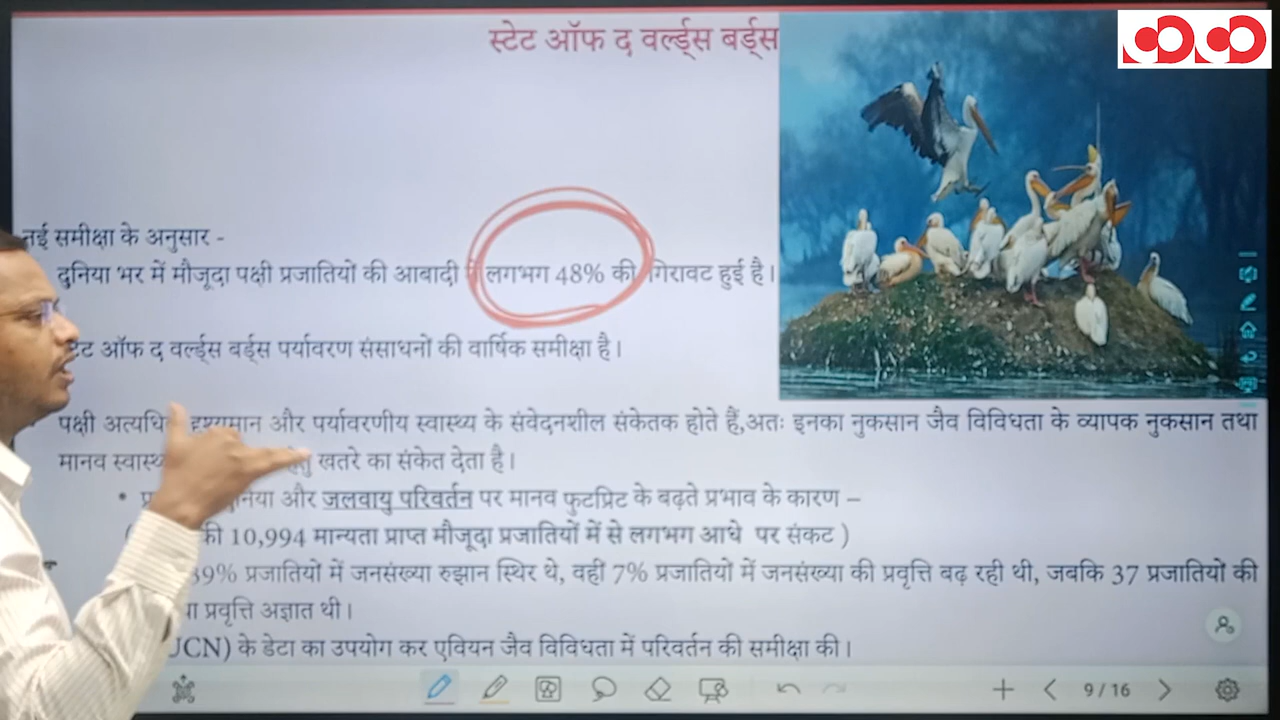 स्टेट ऑफ द वर्ल्ड्स बर्ड्स
नई समीक्षा के अनुसार -
दुनिया भर में मौजूदा पक्षी प्रजातियों की आबादी लगभग 48% की गिरावट हुई है।
ऑफ द वर्ल्ड्स बर्ड्स पर्यावरण संसाधनों की वार्षिक समीक्षा है।
पक्षी दृश्यमान और पर्यावरणीय स्वास्थ्य के संवेदनशील संकेतक होते हैं,अतः इनका नुकसान जैव विविधता के व्यापक नुकसान तथा
मानव खतरे का संकेत देता है।
• और जलवायु परिवर्तन पर मानव फुटप्रिट के बढ़ते प्रभाव के कारण –
की 10,994 मान्यता प्राप्त मौजूदा प्रजातियों में से लगभग आधे पर संकट )
39% प्रजातियों में जनसंख्या रुझान स्थिर थे, वही 7% प्रजातियों में जनसंख्या की प्रवृत्ति बढ़ रही थी, जबकि 37 प्रजातियों की
प्रवृत्ति अज्ञात थी।
के डेटा का उपयोग कर एवियन जैव विविधता में परिवर्तन की समीक्षा की।
9 / 16